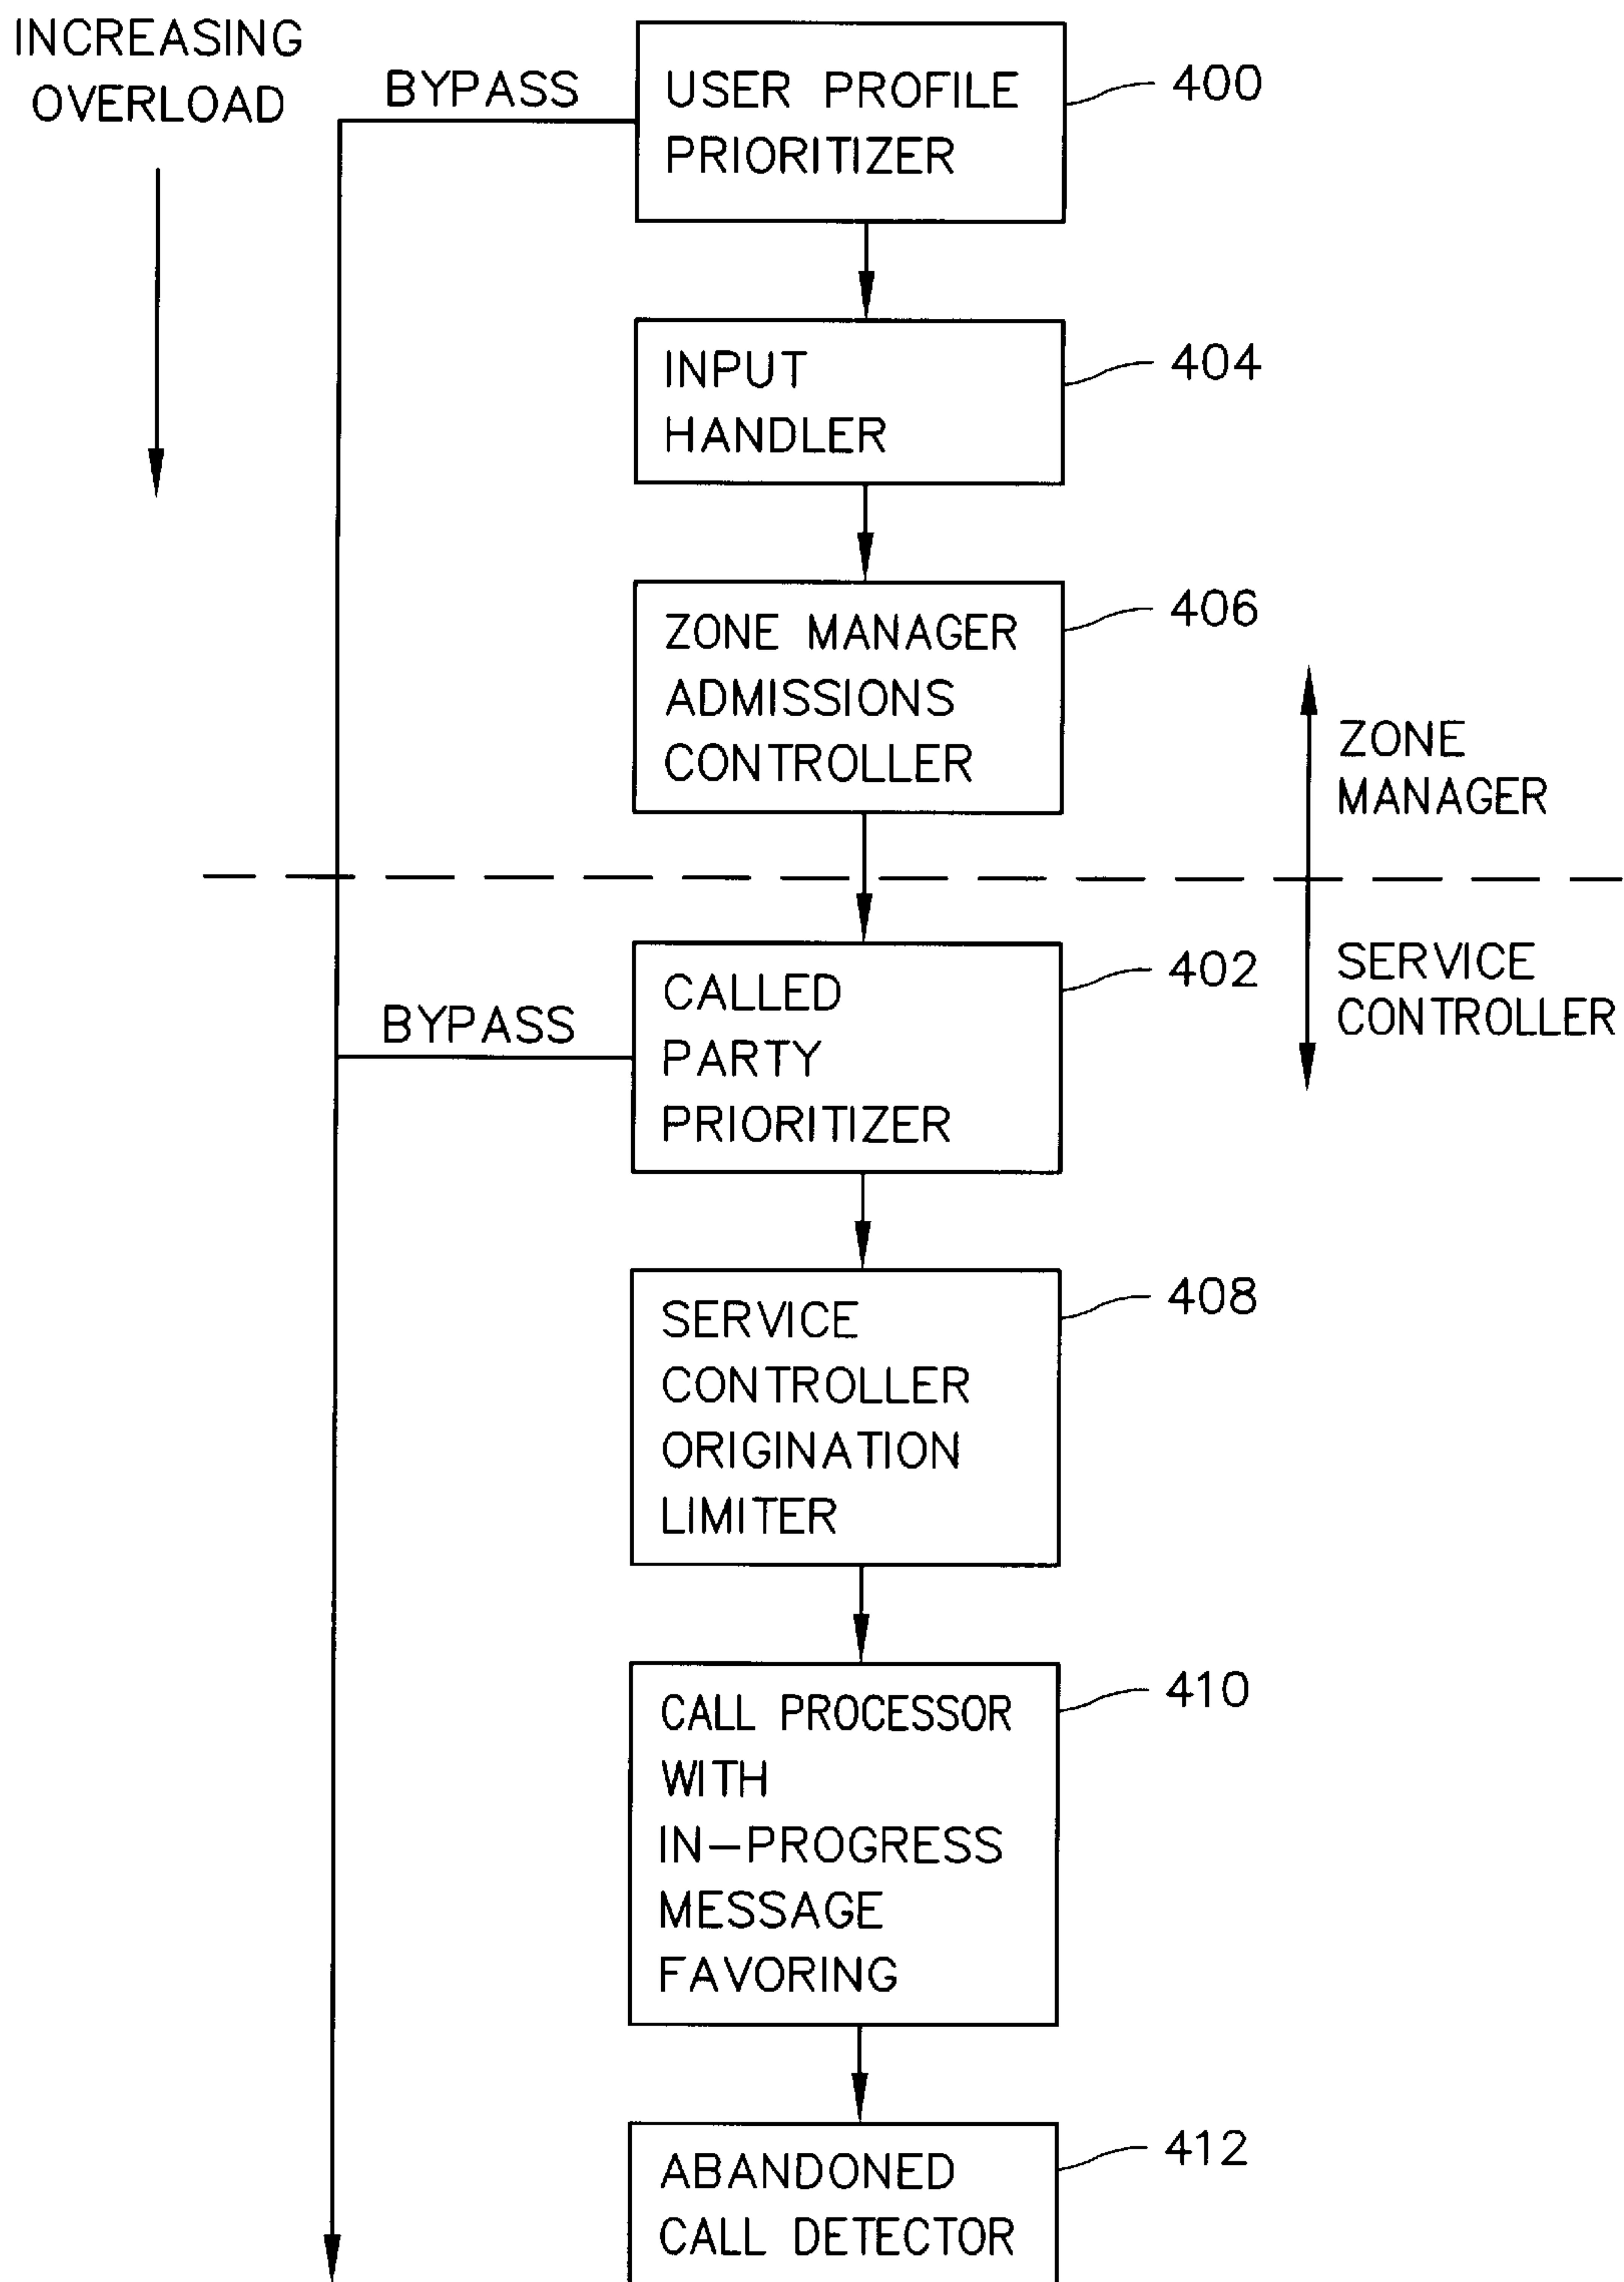 INCREASING
OVERLOAD
BYPASS
USER PROFILE
PRIORITIZER
400
INPUT
HANDLER
404
ZONE MANAGER
ADMISSIONS
CONTROLLER
406
ZONE
MANAGER
SERVICE
CONTROLLER
BYPASS
CALLED
PARTY
PRIORITIZER
402
SERVICE
CONTROLLER
ORIGINATION
LIMITER
408
CALL PROCESSOR
WITH
IN-PROGRESS
MESSAGE
FAVORING
410
ABANDONED
CALL DETECTOR
412